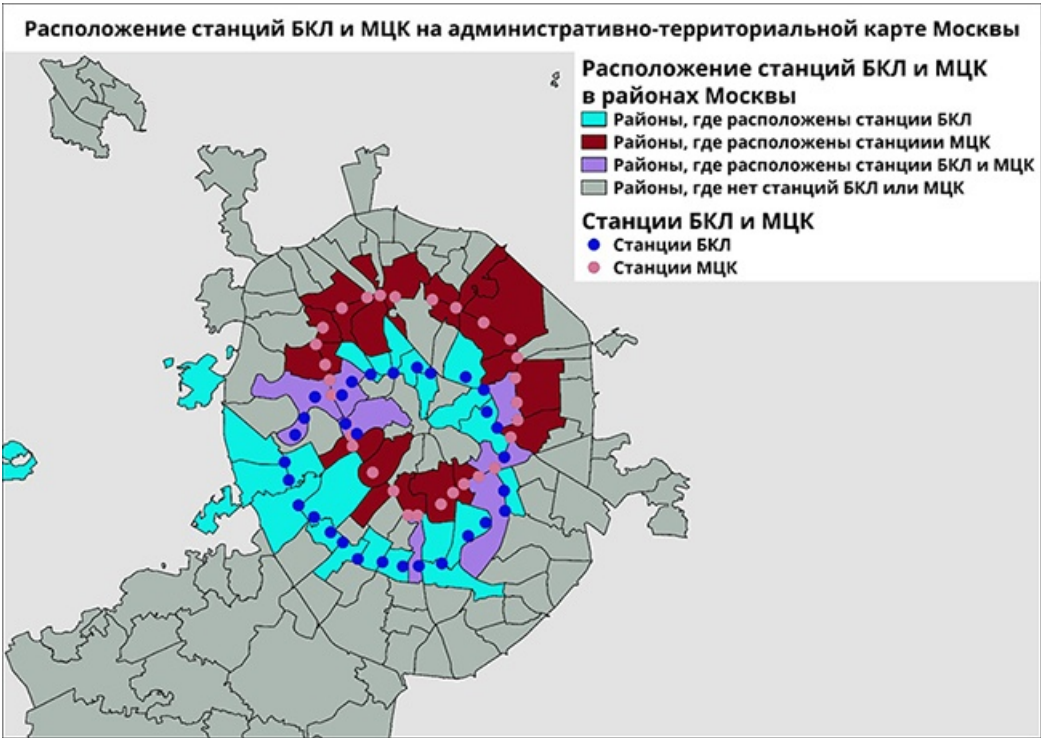 Расположение станций БКЛ и МЦК на административно-территориальной карте Москвы
Расположение станций БКЛ и МЦК
в районах Москвы
Районы, где расположены станции БКЛ
Районы, где расположены станциии МЦК
Районы, где расположены станции БКЛ и МЦК
Районы, где нет станций БКЛ или МЦК
Станции БКЛ и МЦК
Станции БКЛ
Станции МЦК